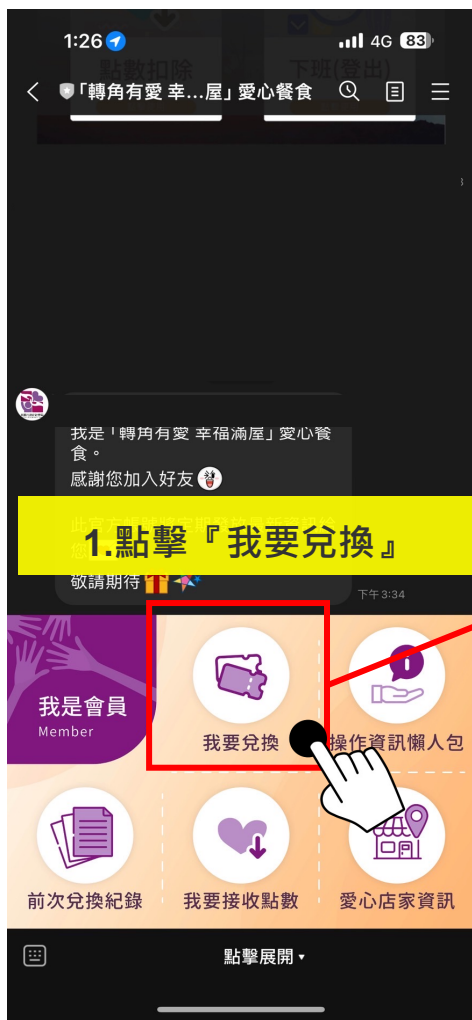 1:26
4G 83
點數扣除
下班(登出)
「轉角有愛 幸...屋」愛心餐食
我是「轉角有愛 幸福滿屋」愛心餐
食。
感謝您加入好友
1.點擊『我要兌換』
敬請期待
下午 3:34
我是會員
Member
我要兌換
操作資訊懶人包
前次兌換紀錄
我要接收點數
愛心店家資訊
點擊展開